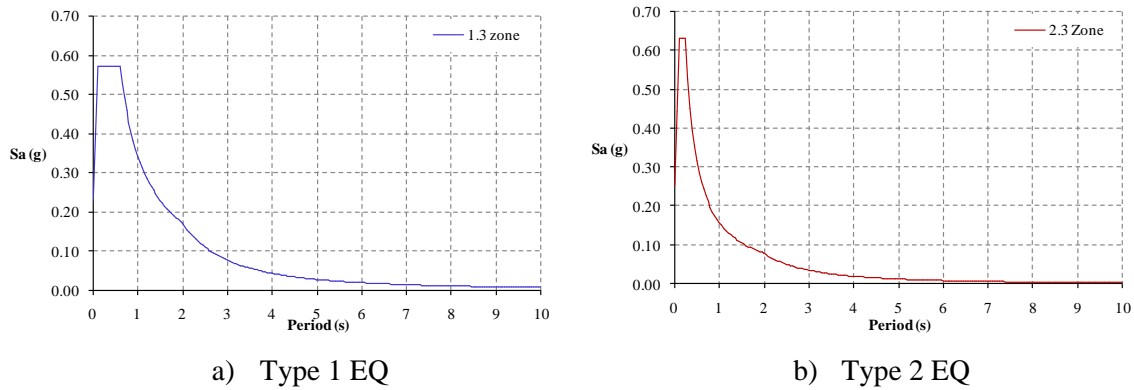 0.70
0.60
0.50
0.40
0.30
0.20
0.10
0.00
Sa (g)
1.3 zone
0 1 2 3 4 5 6 7 8 9 10
Period (s)
a) Type 1 EQ
0.70
0.60
0.50
0.40
0.30
0.20
0.10
0.00
Sa (g)
2.3 Zone
0 1 2 3 4 5 6 7 8 9 10
Period (s)
b) Type 2 EQ